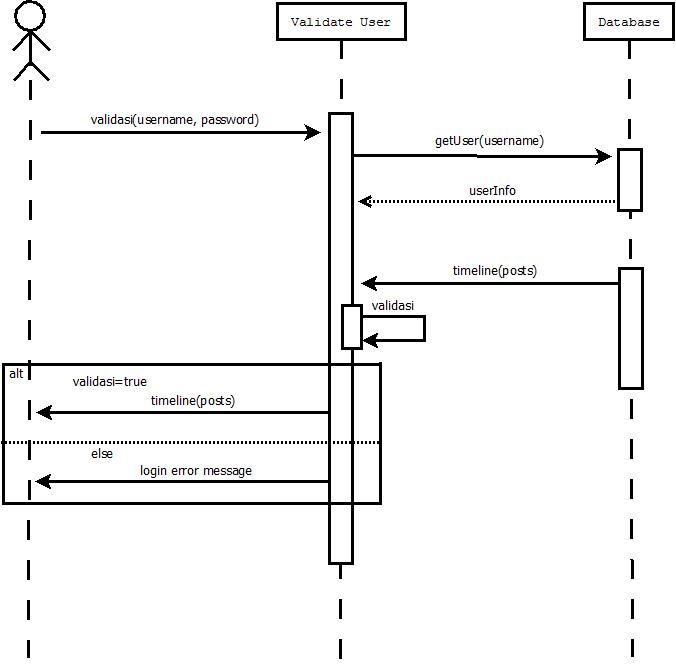 Validate User
Database
validasi(username, password)
getUser(username)
userInfo
timeline(posts)
validasi
alt
validasi=true
timeline(posts)
else
login error message